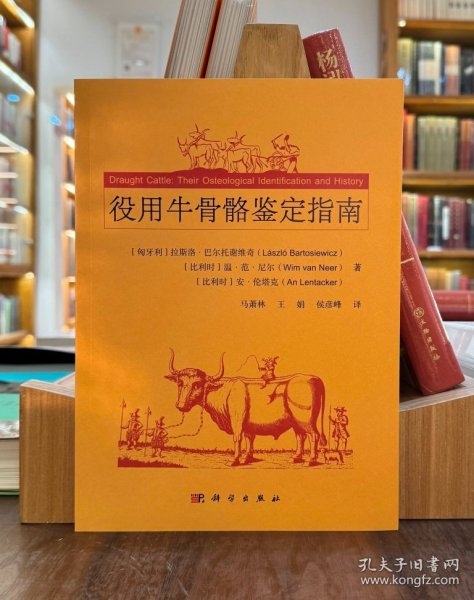 Draught Cattle: Their Osteological Identification and History
役用牛骨骼鉴定指南
[匈牙利]拉斯洛·巴尔托谢维奇(László Bartosiewicz)
[比利时]温·范·尼尔(Wim van Neer) 著
[比利时]安·伦塔克(An Lentacker)
马萧林 王 娟 侯彦峰 译
科学出版社
孔夫子旧书网
www.kongfz.com